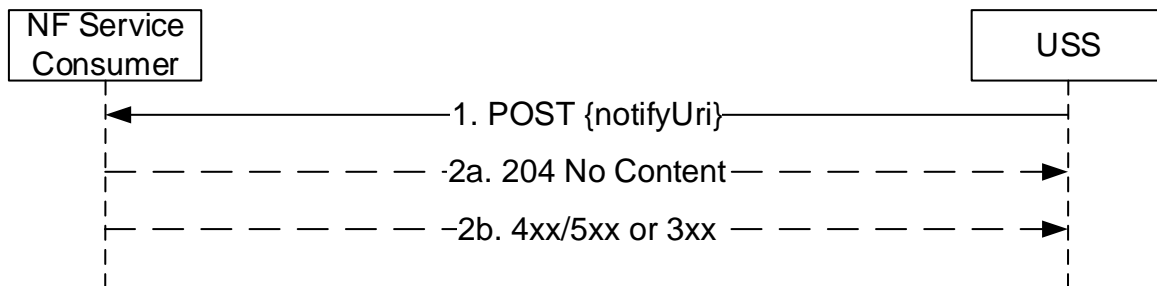 NF Service
Consumer
USS
1. POST {notifyUri}
2a. 204 No Content
2b. 4xx/5xx or 3xx